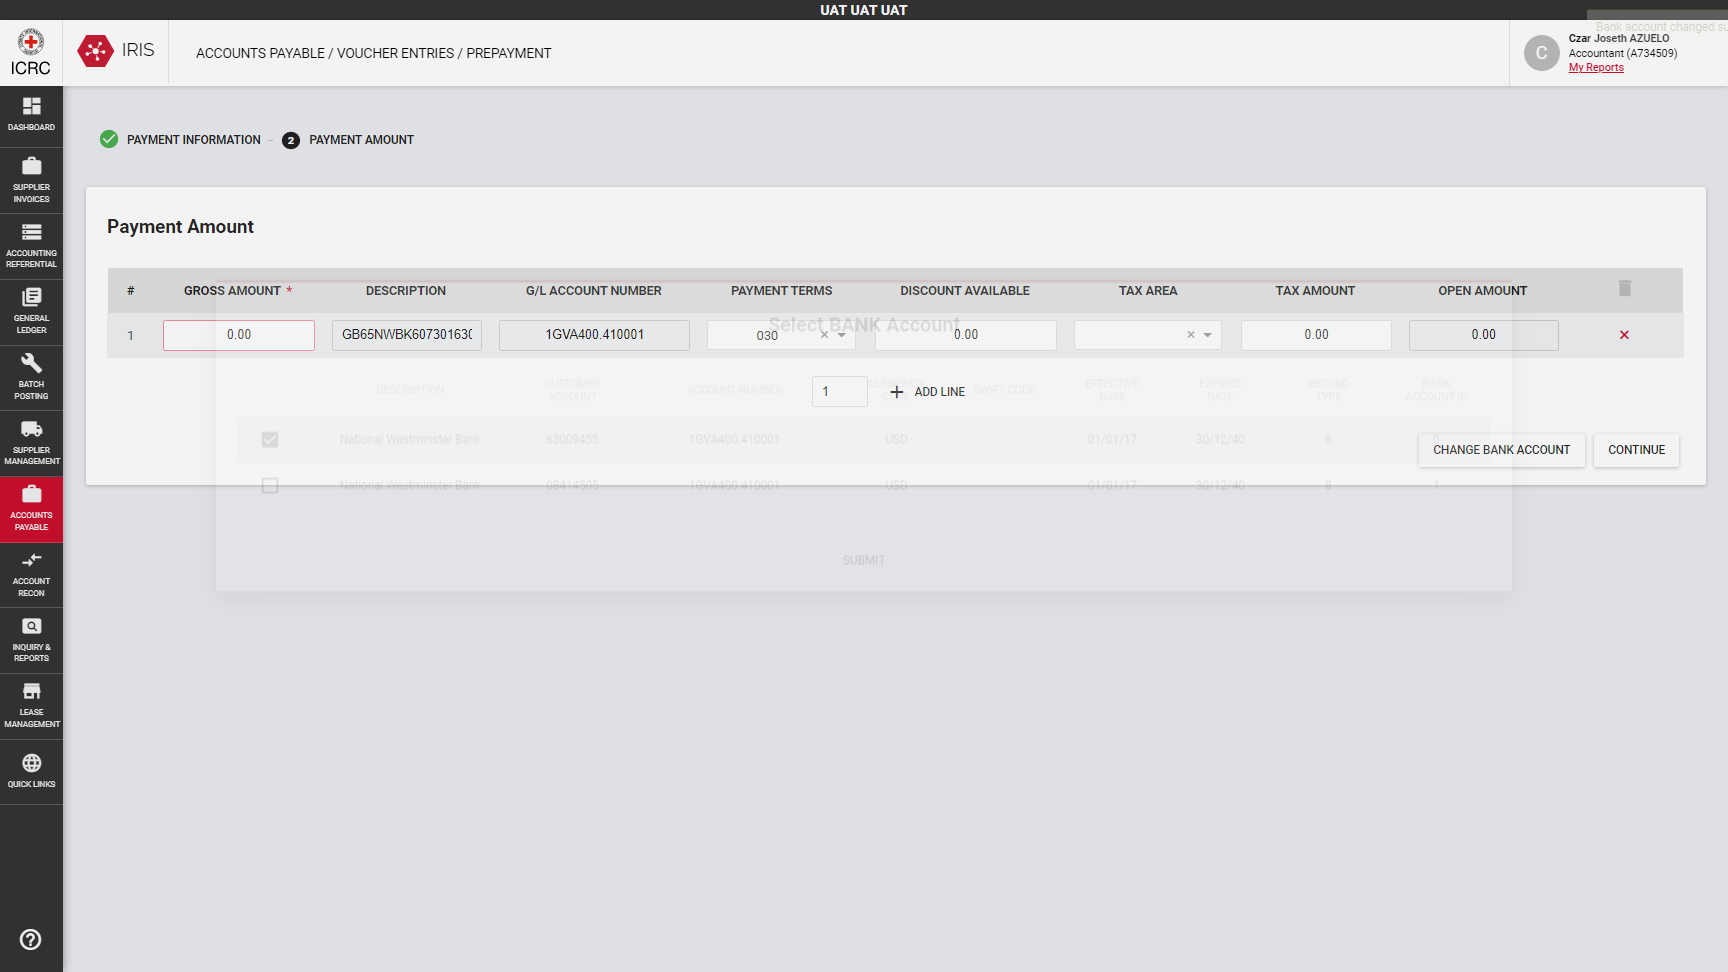 UAT UAT UAT
Bank account changed su
ICRC
IRIS
ACCOUNTS PAYABLE / VOUCHER ENTRIES / PREPAYMENT
C
Czar Joseth AZUELO
Accountant (A734509)
My Reports
DASHBOARD
SUPPLIER
INVOICES
ACCOUNTING
REFERENTIAL
GENERAL
LEDGER
BATCH
POSTING
SUPPLIER
MANAGEMENT
ACCOUNTS
PAYABLE
ACCOUNT
RECON
INQUIRY &
REPORTS
LEASE
MANAGEMENT
QUICK LINKS
PAYMENT INFORMATION – 2 PAYMENT AMOUNT
Payment Amount
# GROSS AMOUNT * DESCRIPTION G/L ACCOUNT NUMBER PAYMENT TERMS DISCOUNT AVAILABLE TAX AREA TAX AMOUNT OPEN AMOUNT
1 0.00 GB65NWBK607301630 1GVA400.410001 030 × 0.00 × 0.00 0.00 ×
Select BANK Account
1 + ADD LINE
DESCRIPTION CUSTOMER ACCOUNT ACCOUNT NUMBER CURRENCY SWIFT CODE EFFECTIVE DATE EXPIRED DATE RECORD TYPE BANK ACCOUNT ID
National Westminster Bank 63009455 1GVA400.410001 USD 01/01/17 30/12/40 8 0
CHANGE BANK ACCOUNT CONTINUE
National Westminster Bank 08414505 1GVA400.410001 USD 01/01/17 30/12/40 8 1
SUBMIT